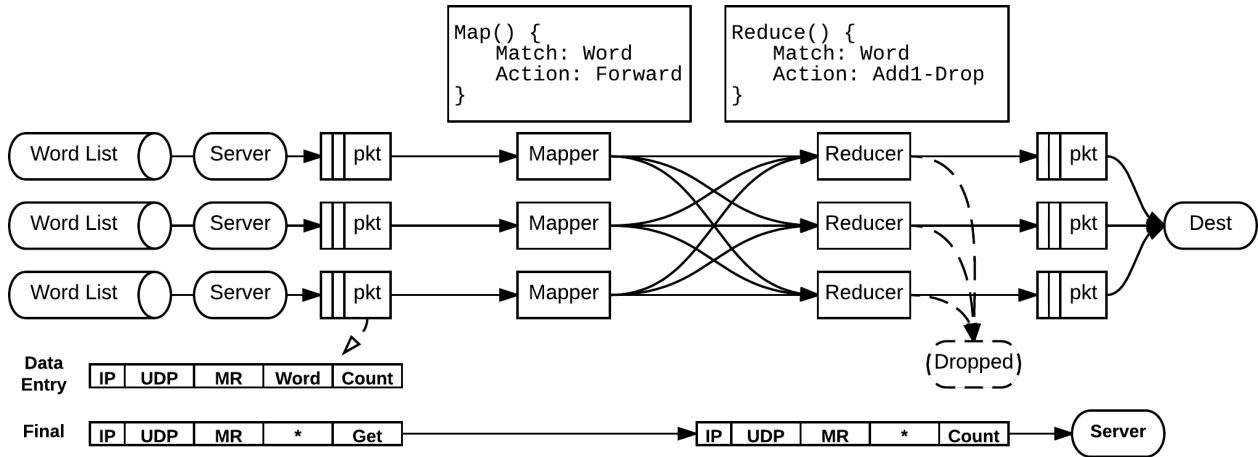 Map() {
Match: Word
Action: Forward
}
Reduce() {
Match: Word
Action: Add1-Drop
}
Word List Server pkt Mapper Reducer pkt
Word List Server pkt Mapper Reducer pkt Dest
Word List Server pkt Mapper Reducer pkt
Dropped
Data
Entry
IP UDP MR Word Count
Final IP UDP MR * Get IP UDP MR * Count Server